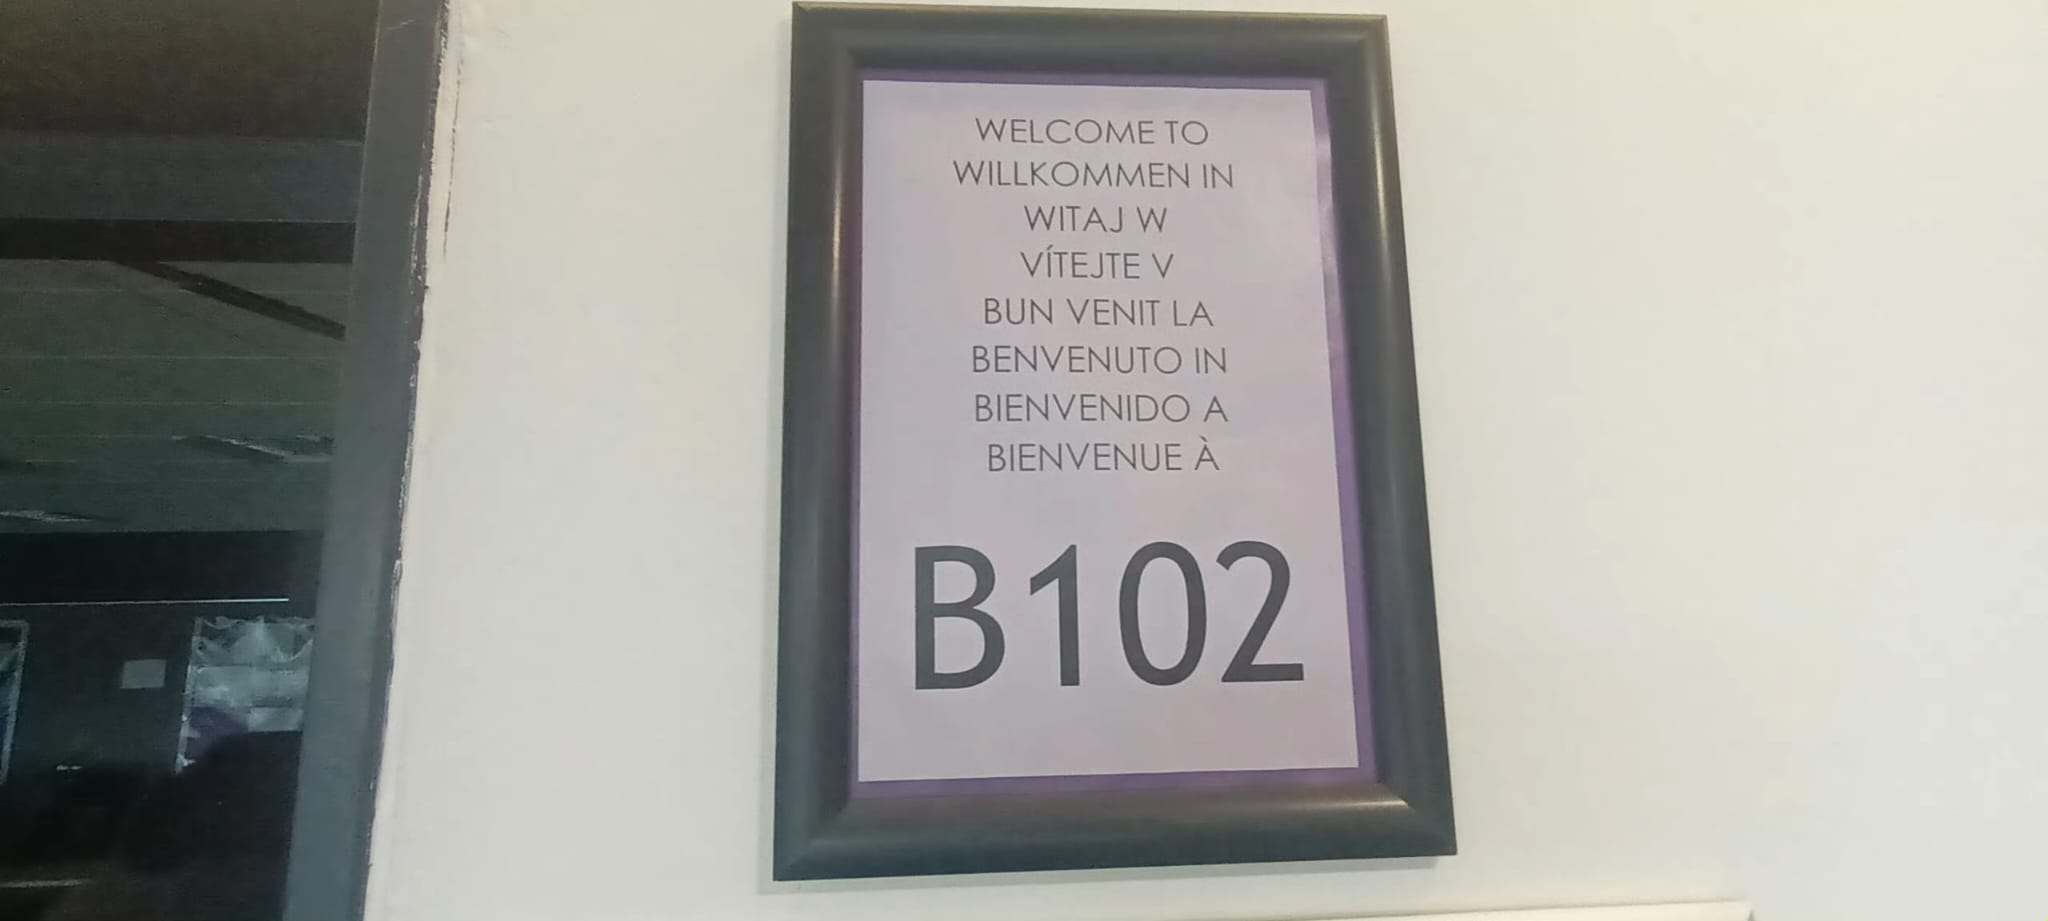 WELCOME TO
WILLKOMMEN IN
WITAJ W
VÍTEJTE V
BUN VENIT LA
BENVENUTO IN
BIENVENIDO A
BIENVENUE À
B102